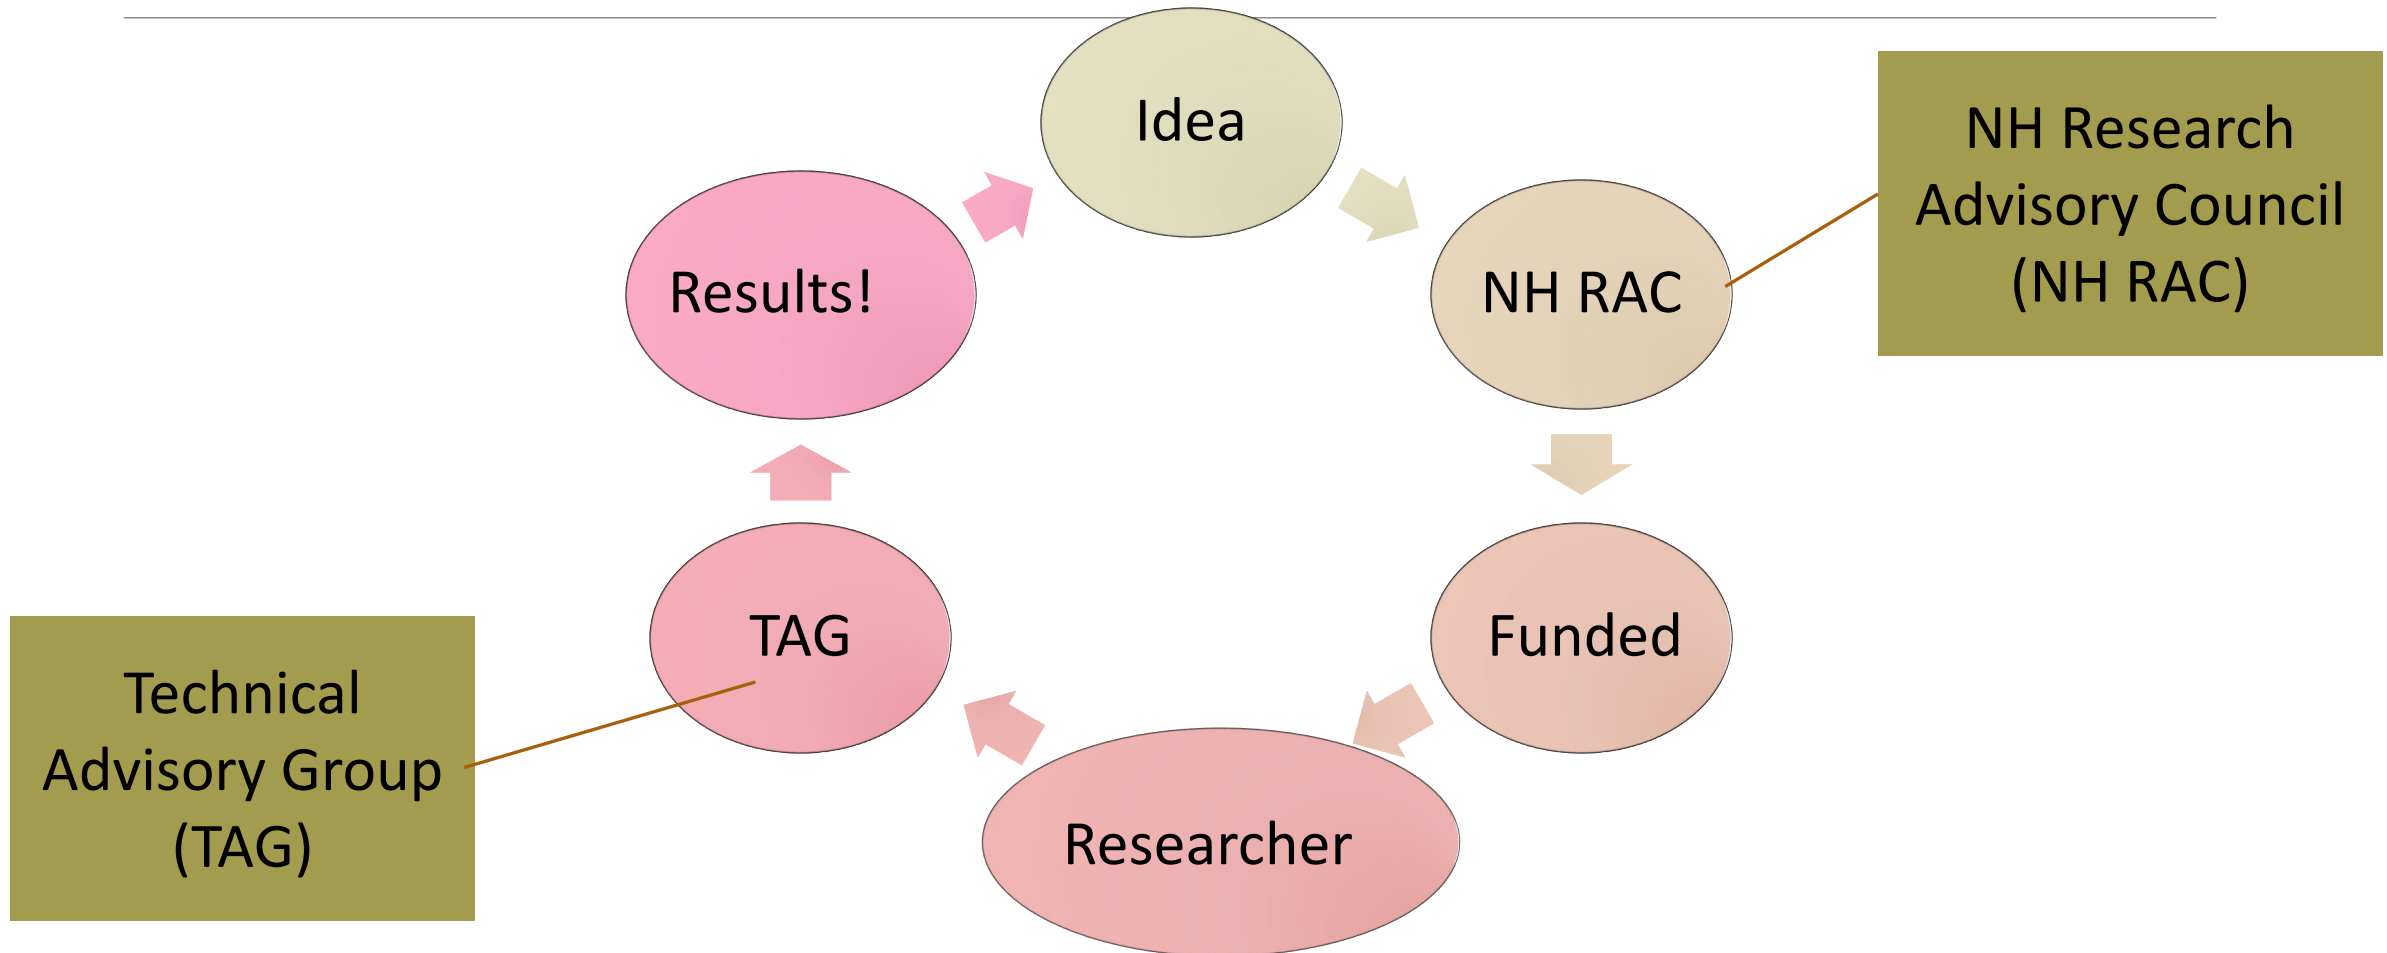 Idea
NH RAC
Funded
Researcher
TAG
Results!
NH Research
Advisory Council
(NH RAC)
Technical
Advisory Group
(TAG)